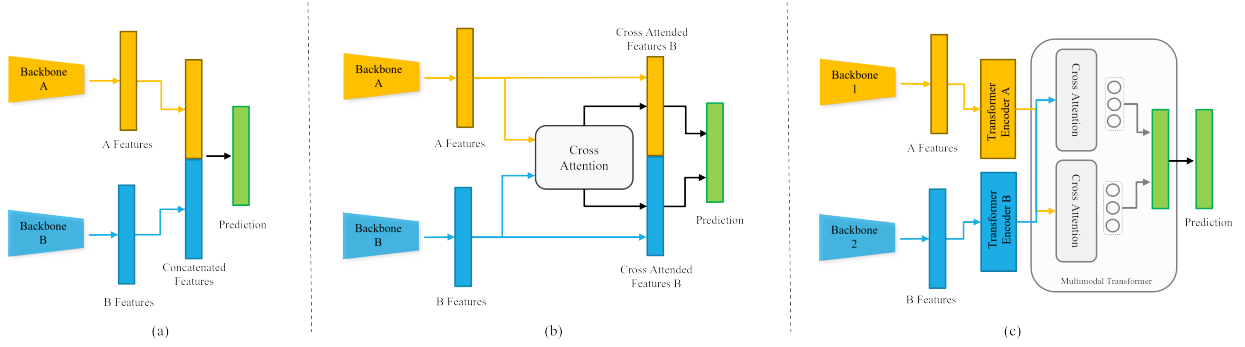 Backbone
A
A Features
Backbone
B
B Features
Concatenated
Features
Prediction
(a)
Backbone
A
A Features
Backbone
B
B Features
Cross
Attention
Cross Attended
Features B
Cross Attended
Features B
Prediction
(b)
Backbone
1
A Features
Backbone
2
B Features
Transformer
Encoder A
Transformer
Encoder B
Cross Attention
Cross Attention
Multimodal Transformer
Prediction
(c)